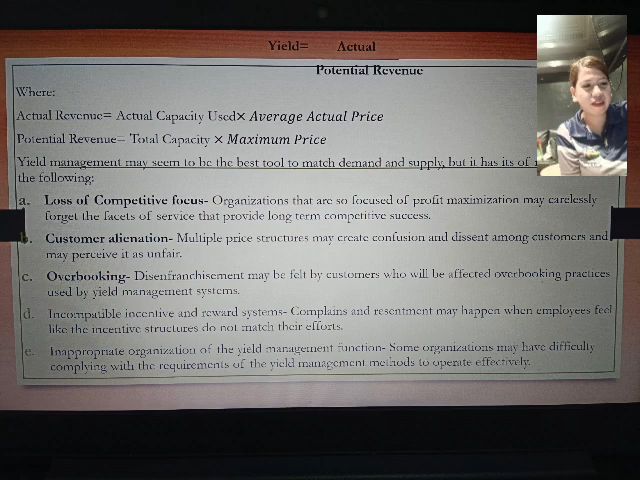 Yield= Actual
Potential Revenue
Where:
Actual Revenue= Actual Capacity Used× Average Actual Price
Potential Revenue= Total Capacity × Maximum Price
Yield management may seem to be the best tool to match demand and supply, but it has its of
the following:
a. Loss of Competitive focus- Organizations that are so focused of profit maximization may carelessly
forget the facets of service that provide long term competitive success.
b. Customer alienation- Multiple price structures may create confusion and dissent among customers and
may perceive it as unfair.
c. Overbooking- Disenfranchisement may be felt by customers who will be affected overbooking practices
used by yield management systems.
d. Incompatible incentive and reward systems- Complains and resentment may happen when employees feel
like the incentive structures do not match their efforts.
e. Inappropriate organization of the yield management function- Some organizations may have difficulty
complying with the requirements of the yield management methods to operate effectively.